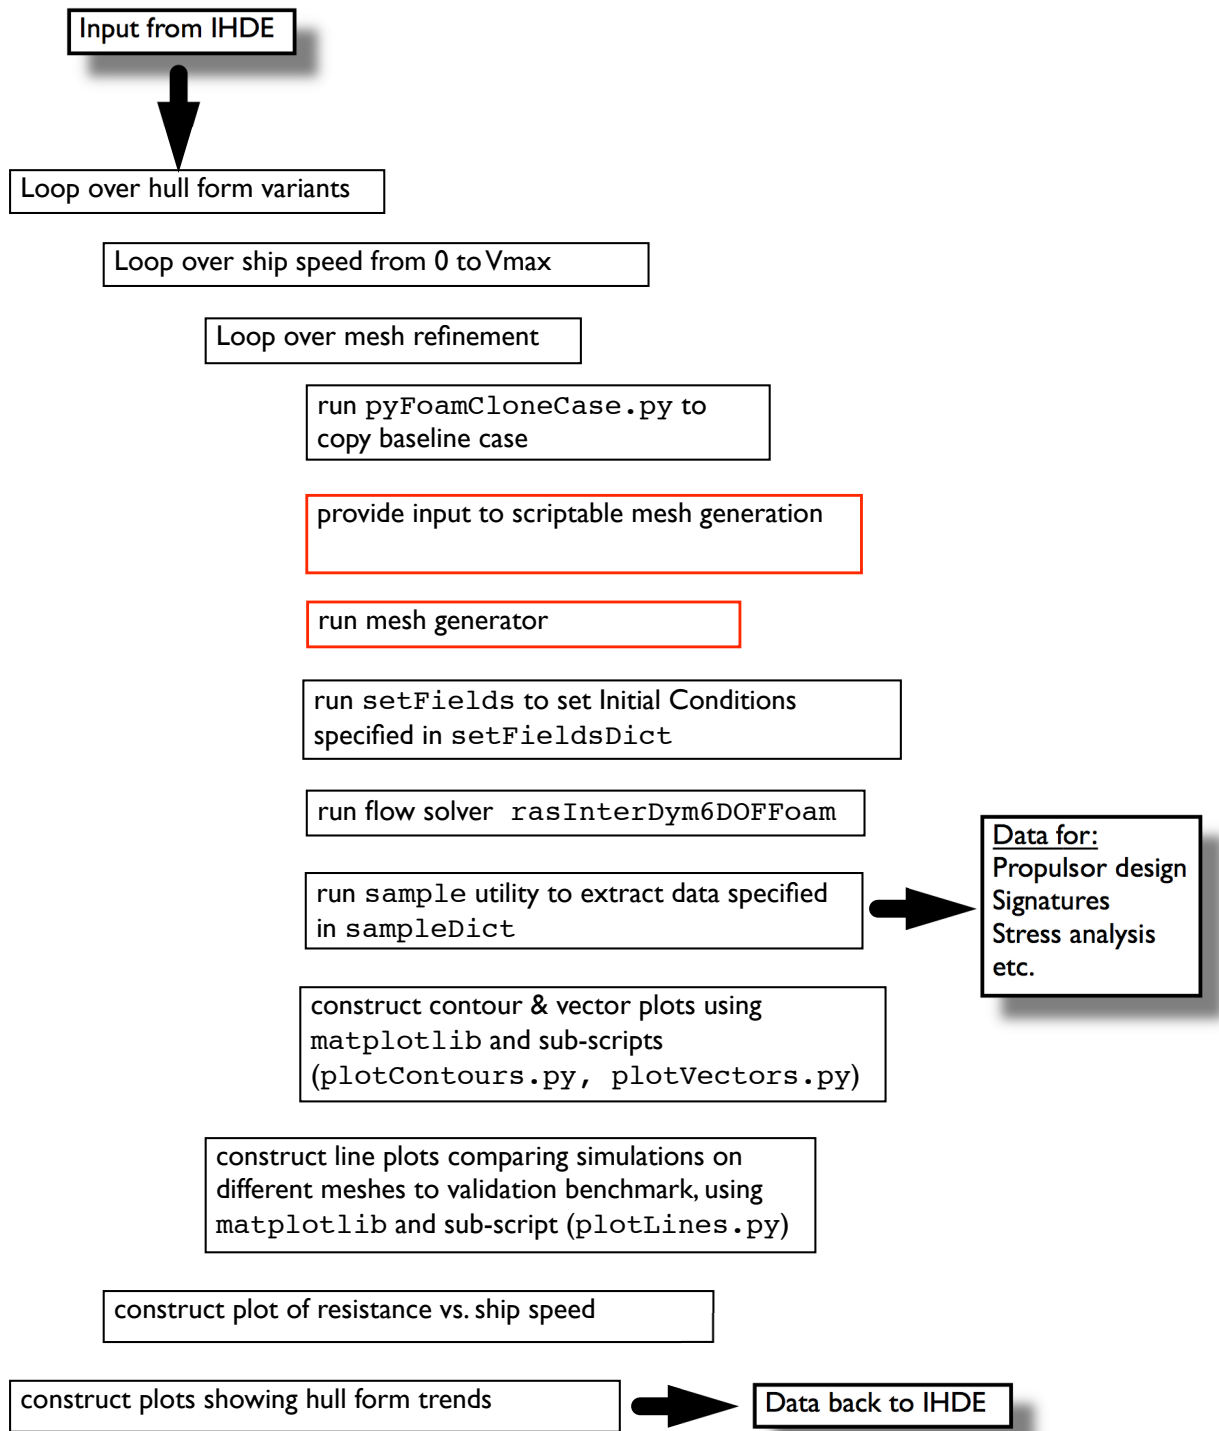 Input from IHDE
Loop over hull form variants
Loop over ship speed from 0 to Vmax
Loop over mesh refinement
run pyFoamCloneCase.py to
copy baseline case
provide input to scriptable mesh generation
run mesh generator
run setFields to set Initial Conditions
specified in setFieldsDict
run flow solver rasInterDym6DOFFoam
run sample utility to extract data specified
in sampleDict
Data for:
Propulsor design
Signatures
Stress analysis
etc.
construct contour & vector plots using
matplotlib and sub-scripts
(plotContours.py, plotVectors.py)
construct line plots comparing simulations on
different meshes to validation benchmark, using
matplotlib and sub-script (plotLines.py)
construct plot of resistance vs. ship speed
construct plots showing hull form trends
Data back to IHDE